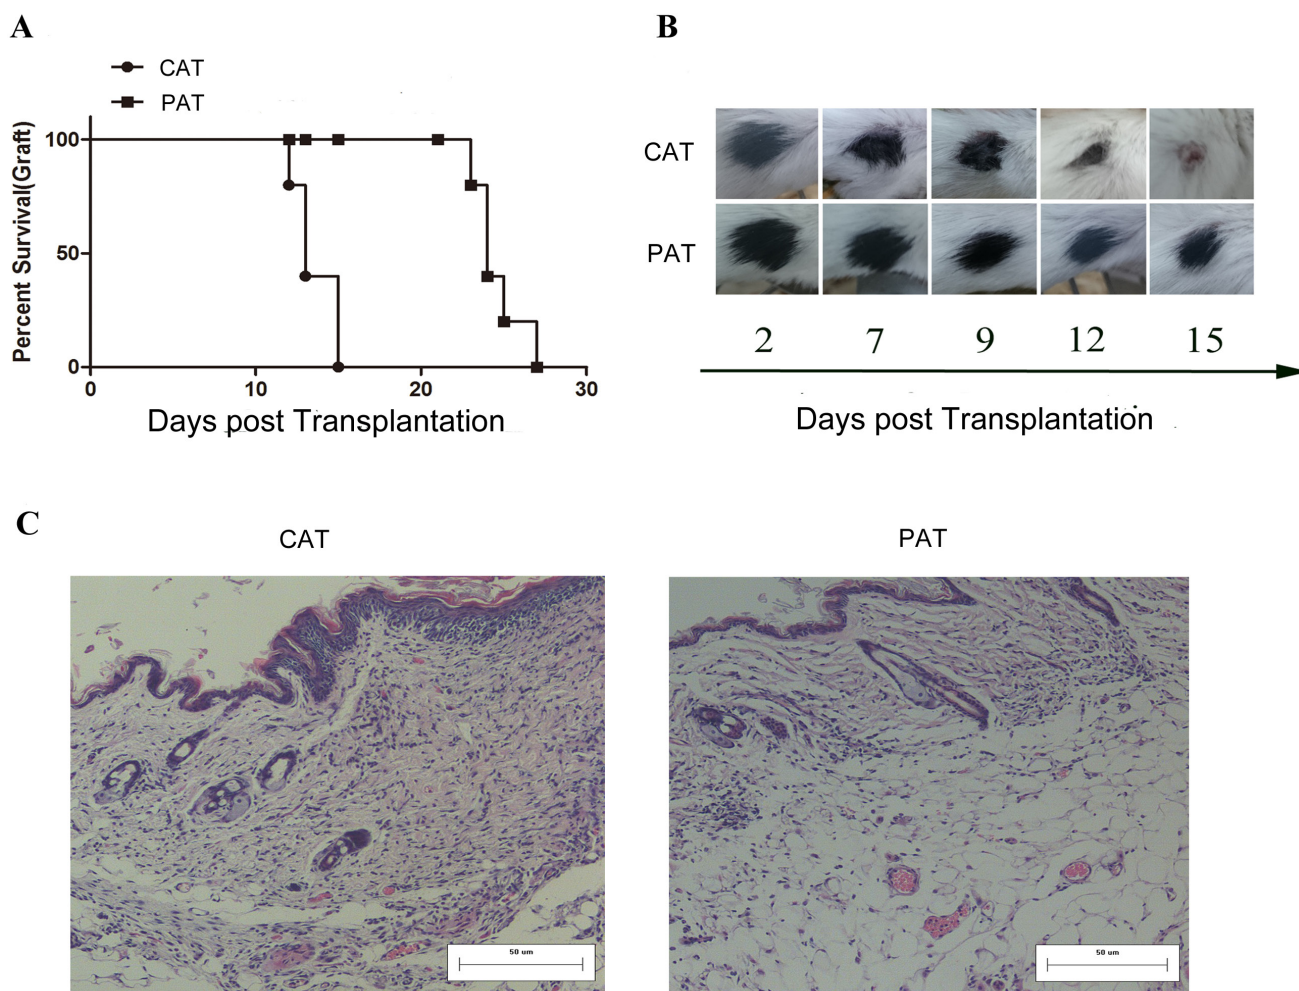 A
CAT
PAT
Percent Survival(Graft)
100
50
0
0 10 20 30
Days post Transplantation
B
CAT
PAT
2 7 9 12 15
Days post Transplantation
C
CAT PAT
50 um 50 um